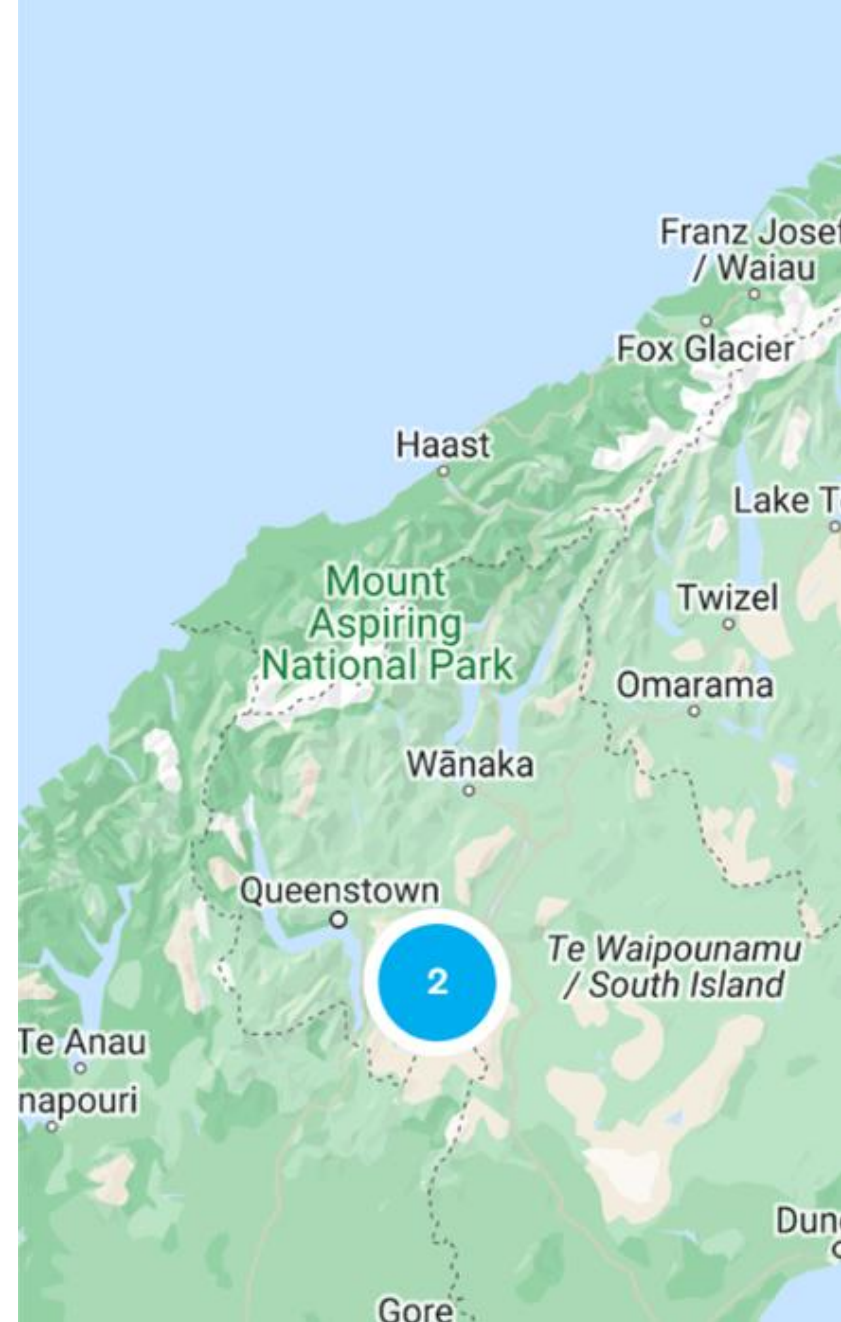 Franz Josef
/ Waiau
Fox Glacier
Haast
Lake T
Mount
Aspiring
National Park
Twizel
Omarama
Wānaka
Queenstown
2
Te Waipounamu
/ South Island
Te Anau
napouri
Dun
Gore